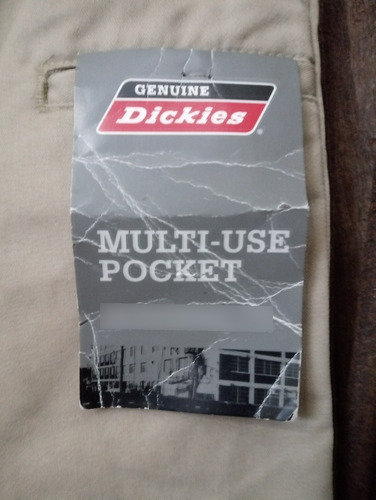 GENUINE
Dickies
®
MULTI-USE
POCKET